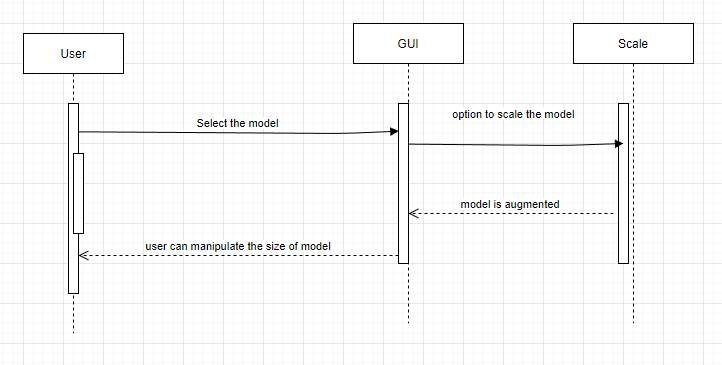 User
GUI
Scale
Select the model
option to scale the model
model is augmented
user can manipulate the size of model